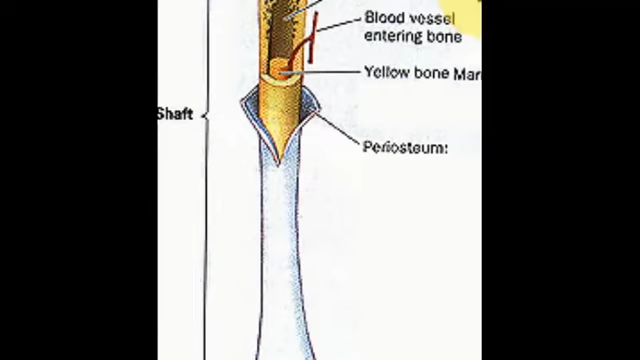 Blood vessel
entering bone
Yellow bone Mar
Shaft
Periosteum: